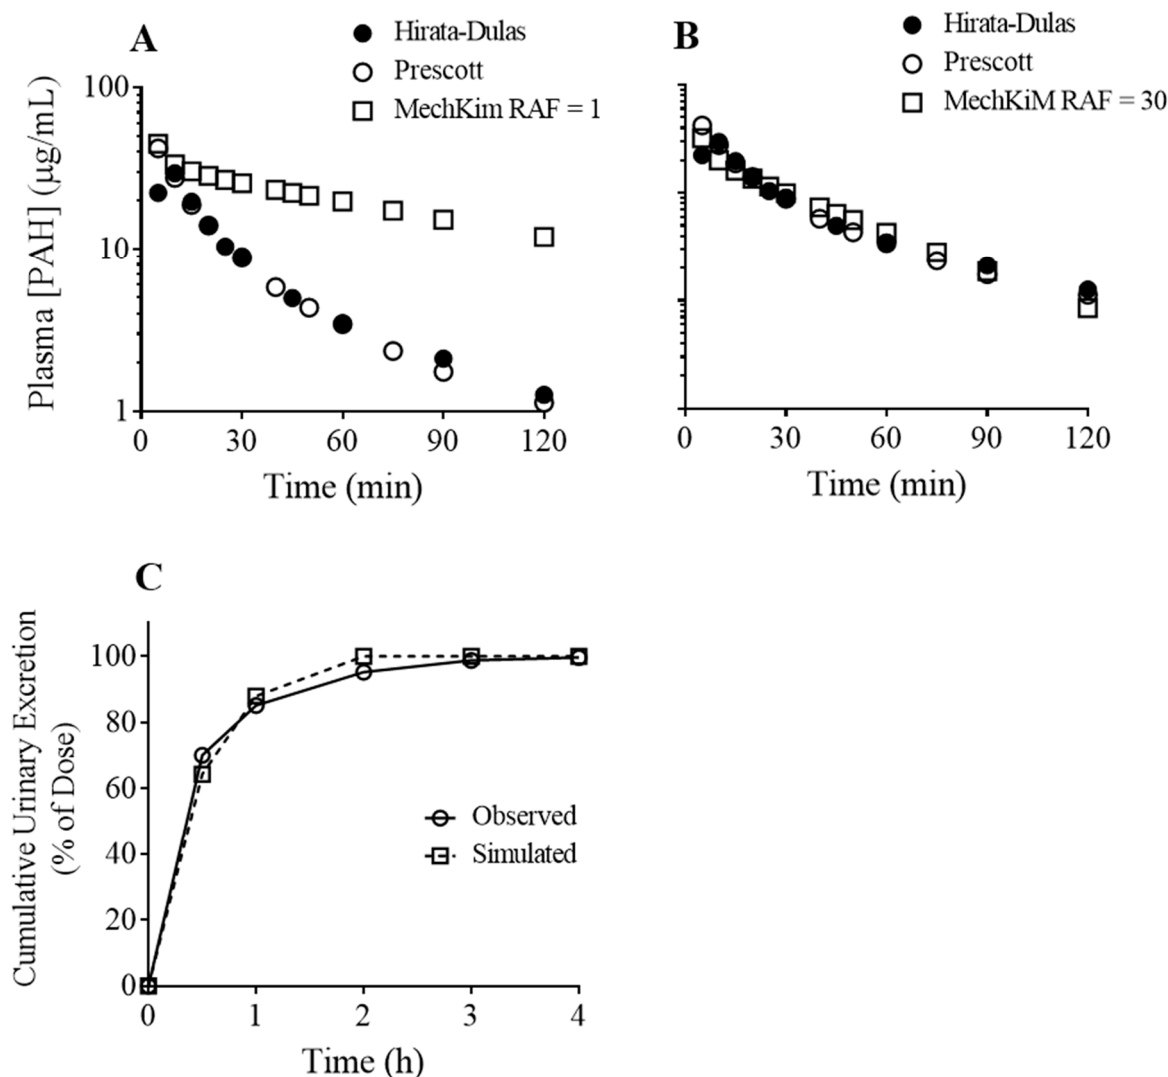 A
Hirata-Dulas
Prescott
MechKim RAF = 1
Plasma [PAH] (µg/mL)
100
10
1
0 30 60 90 120
Time (min)
B
Hirata-Dulas
Prescott
MechKiM RAF = 30
0 30 60 90 120
Time (min)
C
Cumulative Urinary Excretion
(% of Dose)
100
80
60
40
20
0
Observed
Simulated
0 1 2 3 4
Time (h)